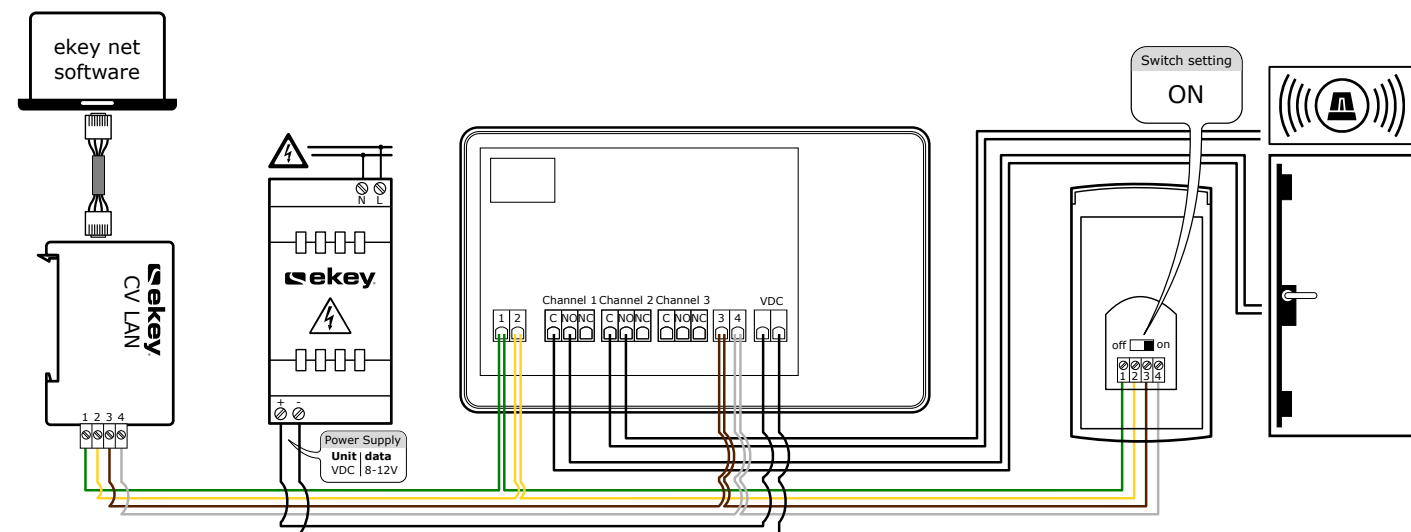 ekey net
software
Switch setting
ON
N L
ekey
ekey
CV LAN
Channel 1 Channel 2 Channel 3 VDC
1 2 C NO NC C NO NC C NO NC 3 4
off on
1 2 3 4
+ -
1 2 3 4
Power Supply
Unit | data
VDC | 8-12V